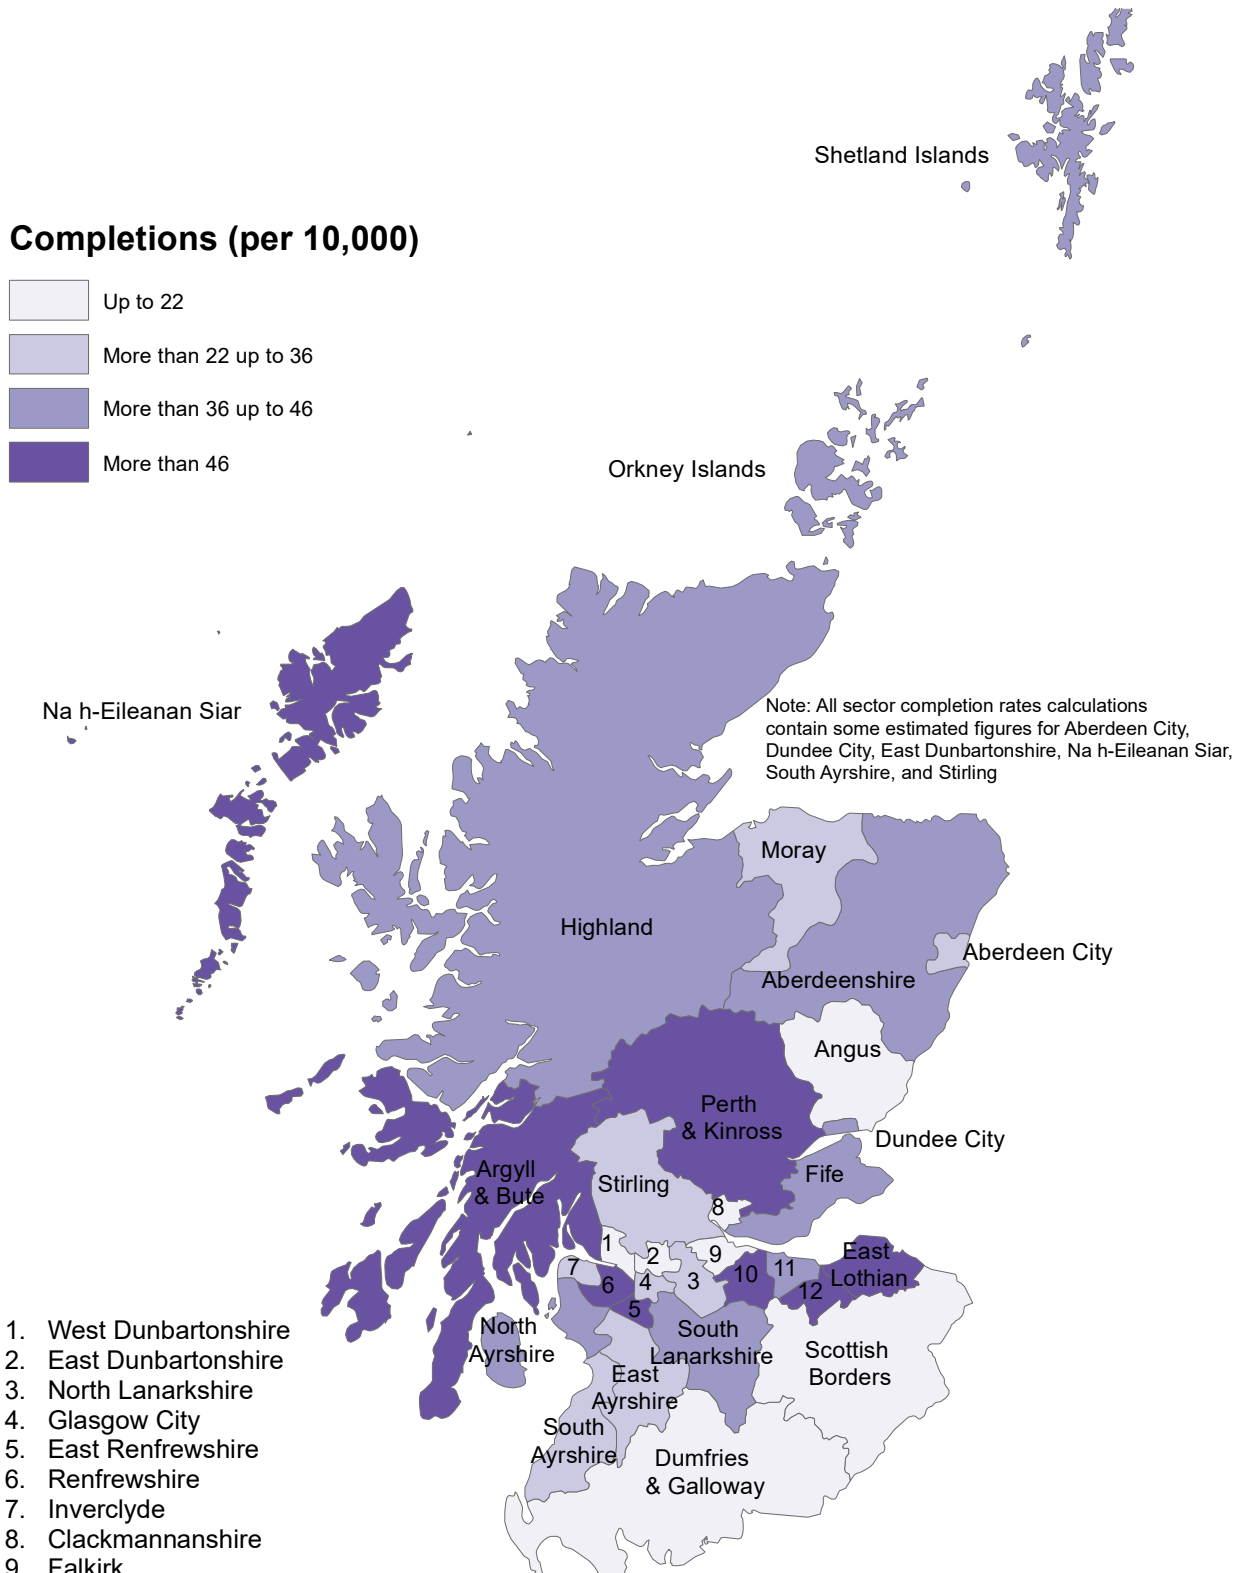 Shetland Islands
Completions (per 10,000)
Up to 22
More than 22 up to 36
More than 36 up to 46
More than 46
Orkney Islands
Na h-Eileanan Siar
Note: All sector completion rates calculations
contain some estimated figures for Aberdeen City,
Dundee City, East Dunbartonshire, Na h-Eileanan Siar,
South Ayrshire, and Stirling
Moray
Highland
Aberdeen City
Aberdeenshire
Angus
Perth
& Kinross
Dundee City
Argyll
& Bute
Stirling
Fife
8
1
2
9
7
6
4
3
10
11
East
Lothian
12
5
North
Ayrshire
South
Lanarkshire
Scottish
Borders
East
Ayrshire
South
Ayrshire
Dumfries
& Galloway
1. West Dunbartonshire
2. East Dunbartonshire
3. North Lanarkshire
4. Glasgow City
5. East Renfrewshire
6. Renfrewshire
7. Inverclyde
8. Clackmannanshire
9. Falkirk